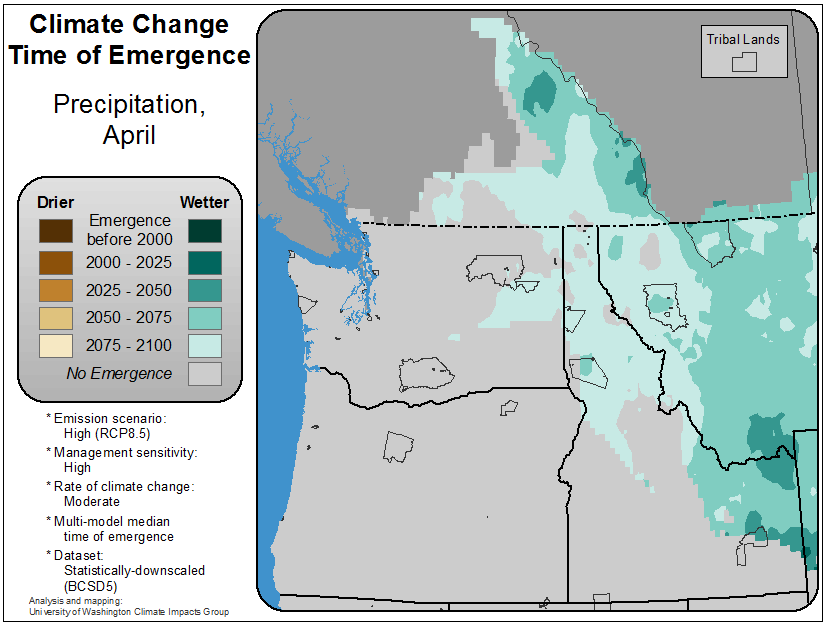 Climate Change
Time of Emergence
Precipitation,
April
Tribal Lands
Drier Wetter
Emergence
before 2000
2000 - 2025
2025 - 2050
2050 - 2075
2075 - 2100
No Emergence
* Emission scenario:
High (RCP8.5)
* Management sensitivity:
High
* Rate of climate change:
Moderate
* Multi-model median
time of emergence
* Dataset:
Statistically-downscaled
(BCSD5)
Analysis and mapping:
University of Washington Climate Impacts Group